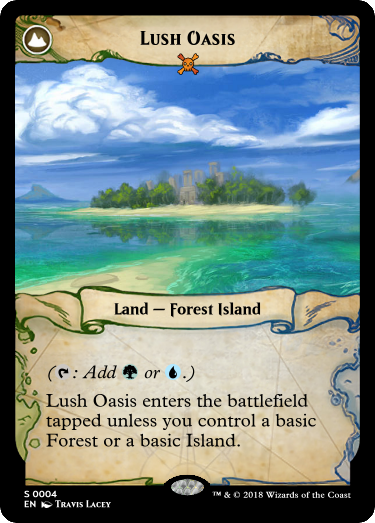 Lush Oasis
Land — Forest Island
(: Add or .)
Lush Oasis enters the battlefield
tapped unless you control a basic
Forest or a basic Island.
S 0004
EN Travis Lacey
™ & © 2018 Wizards of the Coast